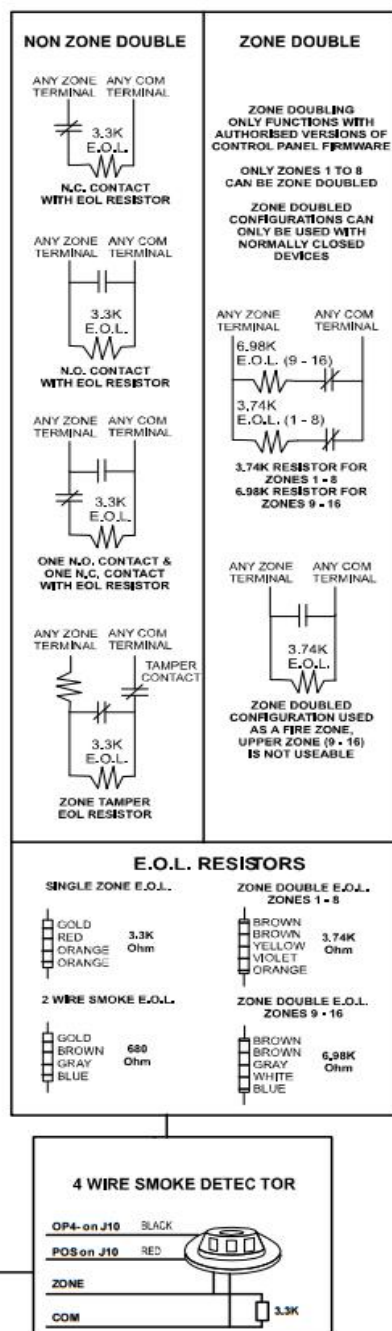 NON ZONE DOUBLE
ANY ZONE ANY COM
TERMINAL TERMINAL
3.3K
E.O.L.
N.C. CONTACT
WITH EOL RESISTOR
ANY ZONE ANY COM
TERMINAL TERMINAL
3.3K
E.O.L.
N.O. CONTACT
WITH EOL RESISTOR
ANY ZONE ANY COM
TERMINAL TERMINAL
3.3K
E.O.L.
ONE N.O. CONTACT &
ONE N.C. CONTACT
WITH EOL RESISTOR
ANY ZONE ANY COM
TERMINAL TERMINAL
TAMPER
CONTACT
3.3K
E.O.L.
ZONE TAMPER
EOL RESISTOR
ZONE DOUBLE
ZONE DOUBLING
ONLY FUNCTIONS WITH
AUTHORISED VERSIONS OF
CONTROL PANEL FIRMWARE
ONLY ZONES 1 TO 8
CAN BE ZONE DOUBLED
ZONE DOUBLED
CONFIGURATIONS CAN
ONLY BE USED WITH
NORMALLY CLOSED
DEVICES
ANY ZONE ANY COM
TERMINAL TERMINAL
6.98K
E.O.L. (9 - 16)
3.74K
E.O.L. (1 - 8)
3.74K RESISTOR FOR
ZONES 1 - 8
6.98K RESISTOR FOR
ZONES 9 - 16
ANY ZONE ANY COM
TERMINAL TERMINAL
3.74K
E.O.L.
ZONE DOUBLED
CONFIGURATION USED
AS A FIRE ZONE,
UPPER ZONE (9 - 16)
IS NOT USEABLE
E.O.L. RESISTORS
SINGLE ZONE E.O.L.
GOLD
RED
ORANGE
ORANGE
3.3K
Ohm
ZONE DOUBLE E.O.L.
ZONES 1 - 8
BROWN
BROWN
YELLOW
VIOLET
ORANGE
3.74K
Ohm
2 WIRE SMOKE E.O.L.
GOLD
BROWN
GRAY
BLUE
680
Ohm
ZONE DOUBLE E.O.L.
ZONES 9 - 16
BROWN
BROWN
GRAY
WHITE
BLUE
6.98K
Ohm
4 WIRE SMOKE DETEC TOR
OP4- on J10 BLACK
POS on J10 RED
ZONE
COM
3.3K